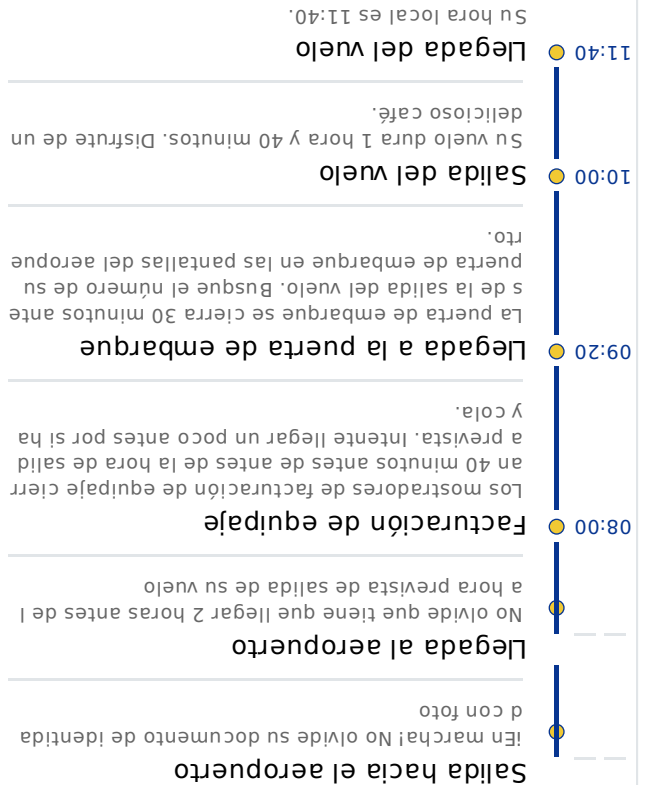 Salida hacia el aeropuerto
¡En marcha! No olvide su documento de identida
d con foto
Llegada al aeropuerto
No olvide que tiene que llegar 2 horas antes de l
a hora prevista de salida de su vuelo
08:00 Facturación de equipaje
Los mostradores de facturación de equipaje cierr
an 40 minutos antes de antes de la hora de salid
a prevista. Intente llegar un poco antes por si ha
y cola.
09:20 Llegada a la puerta de embarque
La puerta de embarque se cierra 30 minutos ante
s de la salida del vuelo. Busque el número de su
puerta de embarque en las pantallas del aeropue
rto.
10:00 Salida del vuelo
Su vuelo dura 1 hora y 40 minutos. Disfrute de un
delicioso café.
11:40 Llegada del vuelo
Su hora local es 11:40.